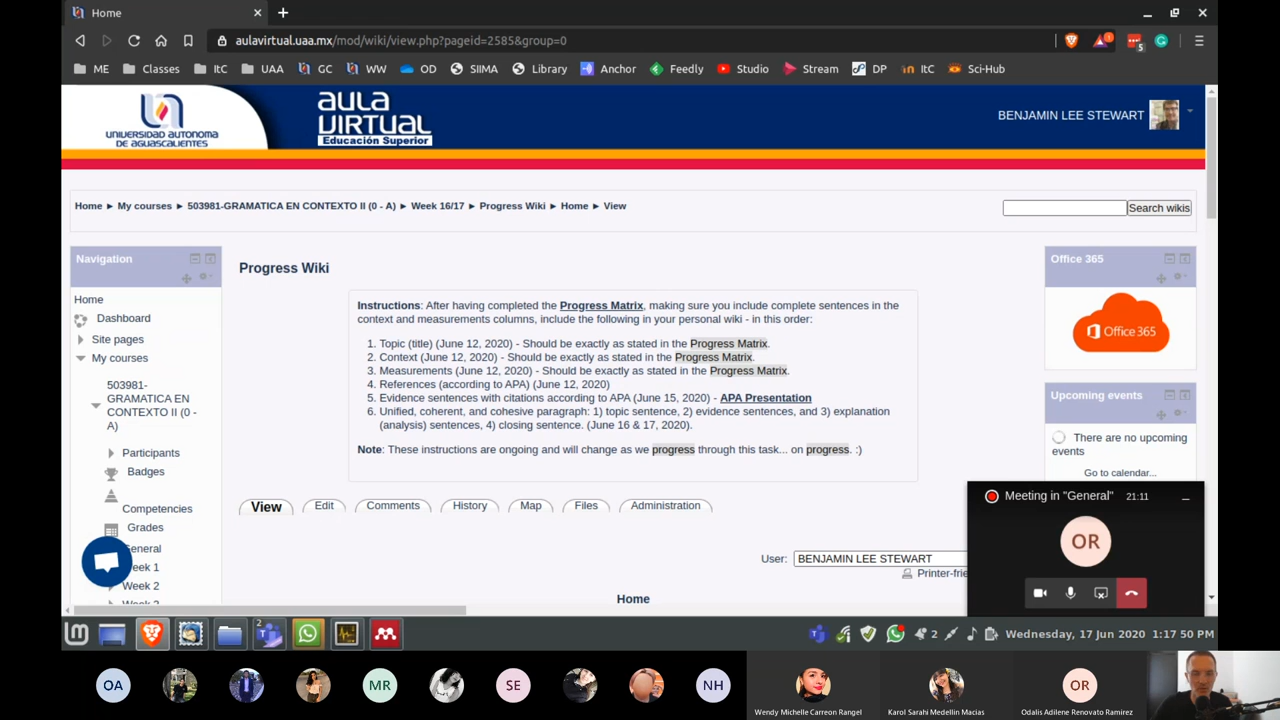 Home
aulavirtual.uaa.mx/mod/wiki/view.php?pageid=2585&group=0
5
ME Classes ItC UAA GC WW OD SIIMA Library Anchor Feedly Studio Stream DP ItC Sci-Hub
UNIVERSIDAD AUTONOMA
DE AGUASCALIENTES
AULA
VIRTUAL
Educación Superior
BENJAMIN LEE STEWART
Home ► My courses ► 503981-GRAMATICA EN CONTEXTO II (0 - A) ► Week 16/17 ► Progress Wiki ► Home ► View
Search wikis
Navigation
Home
Dashboard
Site pages
My courses
503981-
GRAMATICA EN
CONTEXTO II (0 -
A)
Participants
Badges
Competencies
Grades
General
Week 1
Week 2
Progress Wiki
Instructions: After having completed the Progress Matrix, making sure you include complete sentences in the
context and measurements columns, include the following in your personal wiki - in this order:
1. Topic (title) (June 12, 2020) - Should be exactly as stated in the Progress Matrix.
2. Context (June 12, 2020) - Should be exactly as stated in the Progress Matrix.
3. Measurements (June 12, 2020) - Should be exactly as stated in the Progress Matrix.
4. References (according to APA) (June 12, 2020)
5. Evidence sentences with citations according to APA (June 15, 2020) - APA Presentation
6. Unified, coherent, and cohesive paragraph: 1) topic sentence, 2) evidence sentences, and 3) explanation
(analysis) sentences, 4) closing sentence. (June 16 & 17, 2020).
Note: These instructions are ongoing and will change as we progress through this task... on progress. :)
View Edit Comments History Map Files Administration
User: BENJAMIN LEE STEWART
Printer-frie
Home
Office 365
Office 365
Upcoming events
There are no upcoming
events
Go to calendar...
Meeting in "General" 21:11
OR
2
2 Wednesday, 17 Jun 2020 1:17:50 PM
OA MR SE NH OR
Wendy Michelle Carreon Rangel Karol Sarahi Medellin Macias Odalis Adilene Renovato Ramirez